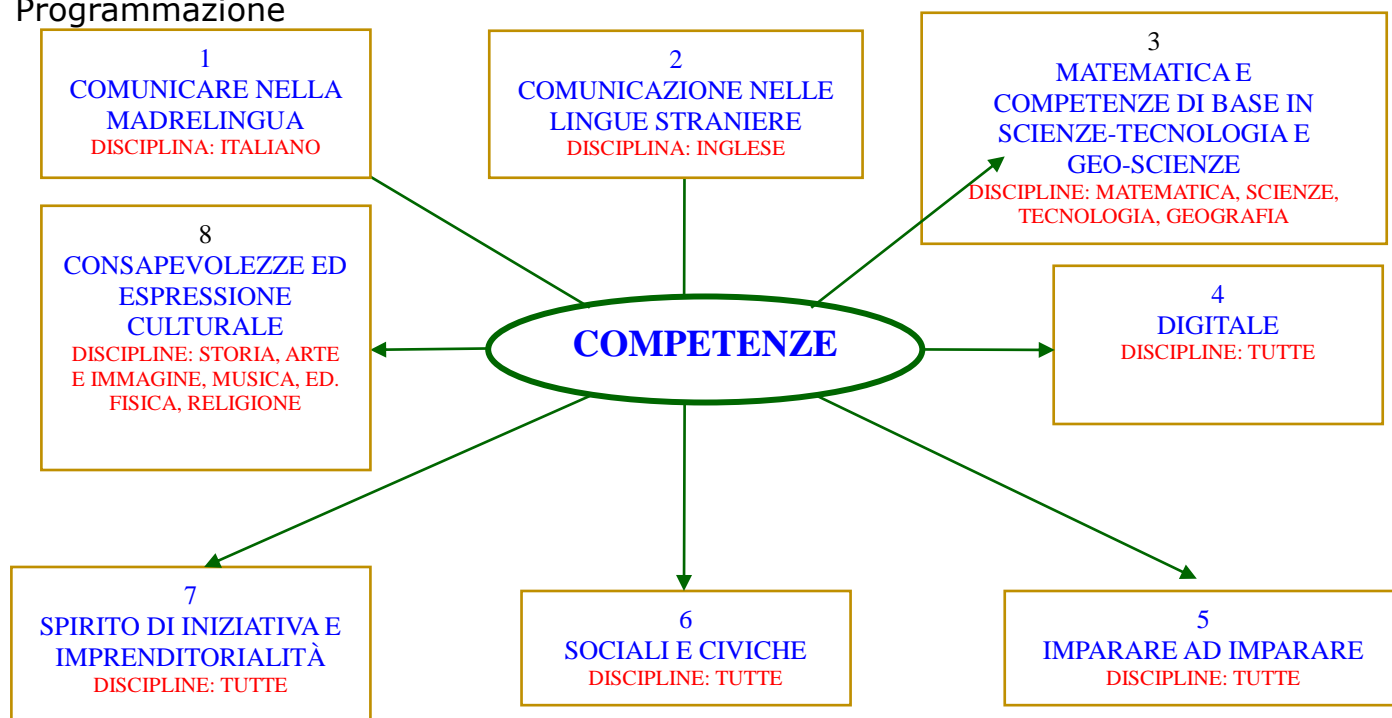 Programmazione
1
COMUNICARE NELLA
MADRELINGUA
DISCIPLINA: ITALIANO
2
COMUNICAZIONE NELLE
LINGUE STRANIERE
DISCIPLINA: INGLESE
3
MATEMATICA E
COMPETENZE DI BASE IN
SCIENZE-TECNOLOGIA E
GEO-SCIENZE
DISCIPLINE: MATEMATICA, SCIENZE,
TECNOLOGIA, GEOGRAFIA
8
CONSAPEVOLEZZE ED
ESPRESSIONE
CULTURALE
DISCIPLINE: STORIA, ARTE
E IMMAGINE, MUSICA, ED.
FISICA, RELIGIONE
COMPETENZE
4
DIGITALE
DISCIPLINE: TUTTE
7
SPIRITO DI INIZIATIVA E
IMPRENDITORIALITÀ
DISCIPLINE: TUTTE
6
SOCIALI E CIVICHE
DISCIPLINE: TUTTE
5
IMPARARE AD IMPARARE
DISCIPLINE: TUTTE